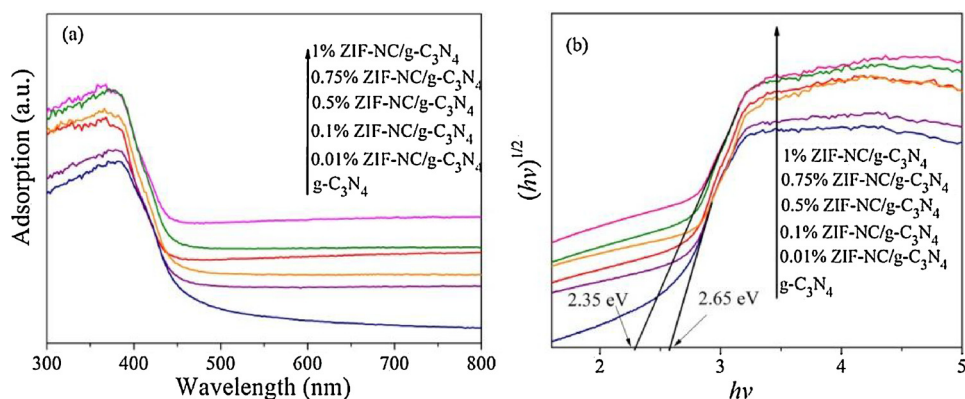 (a)
1% ZIF-NC/g-C₃N₄
0.75% ZIF-NC/g-C₃N₄
0.5% ZIF-NC/g-C₃N₄
0.1% ZIF-NC/g-C₃N₄
0.01% ZIF-NC/g-C₃N₄
g-C₃N₄
Adsorption (a.u.)
300 400 500 600 700 800
Wavelength (nm)
(b)
1% ZIF-NC/g-C₃N₄
0.75% ZIF-NC/g-C₃N₄
0.5% ZIF-NC/g-C₃N₄
0.1% ZIF-NC/g-C₃N₄
0.01% ZIF-NC/g-C₃N₄
g-C₃N₄
2.35 eV
2.65 eV
(hv)¹/²
2 3 4 5
hv